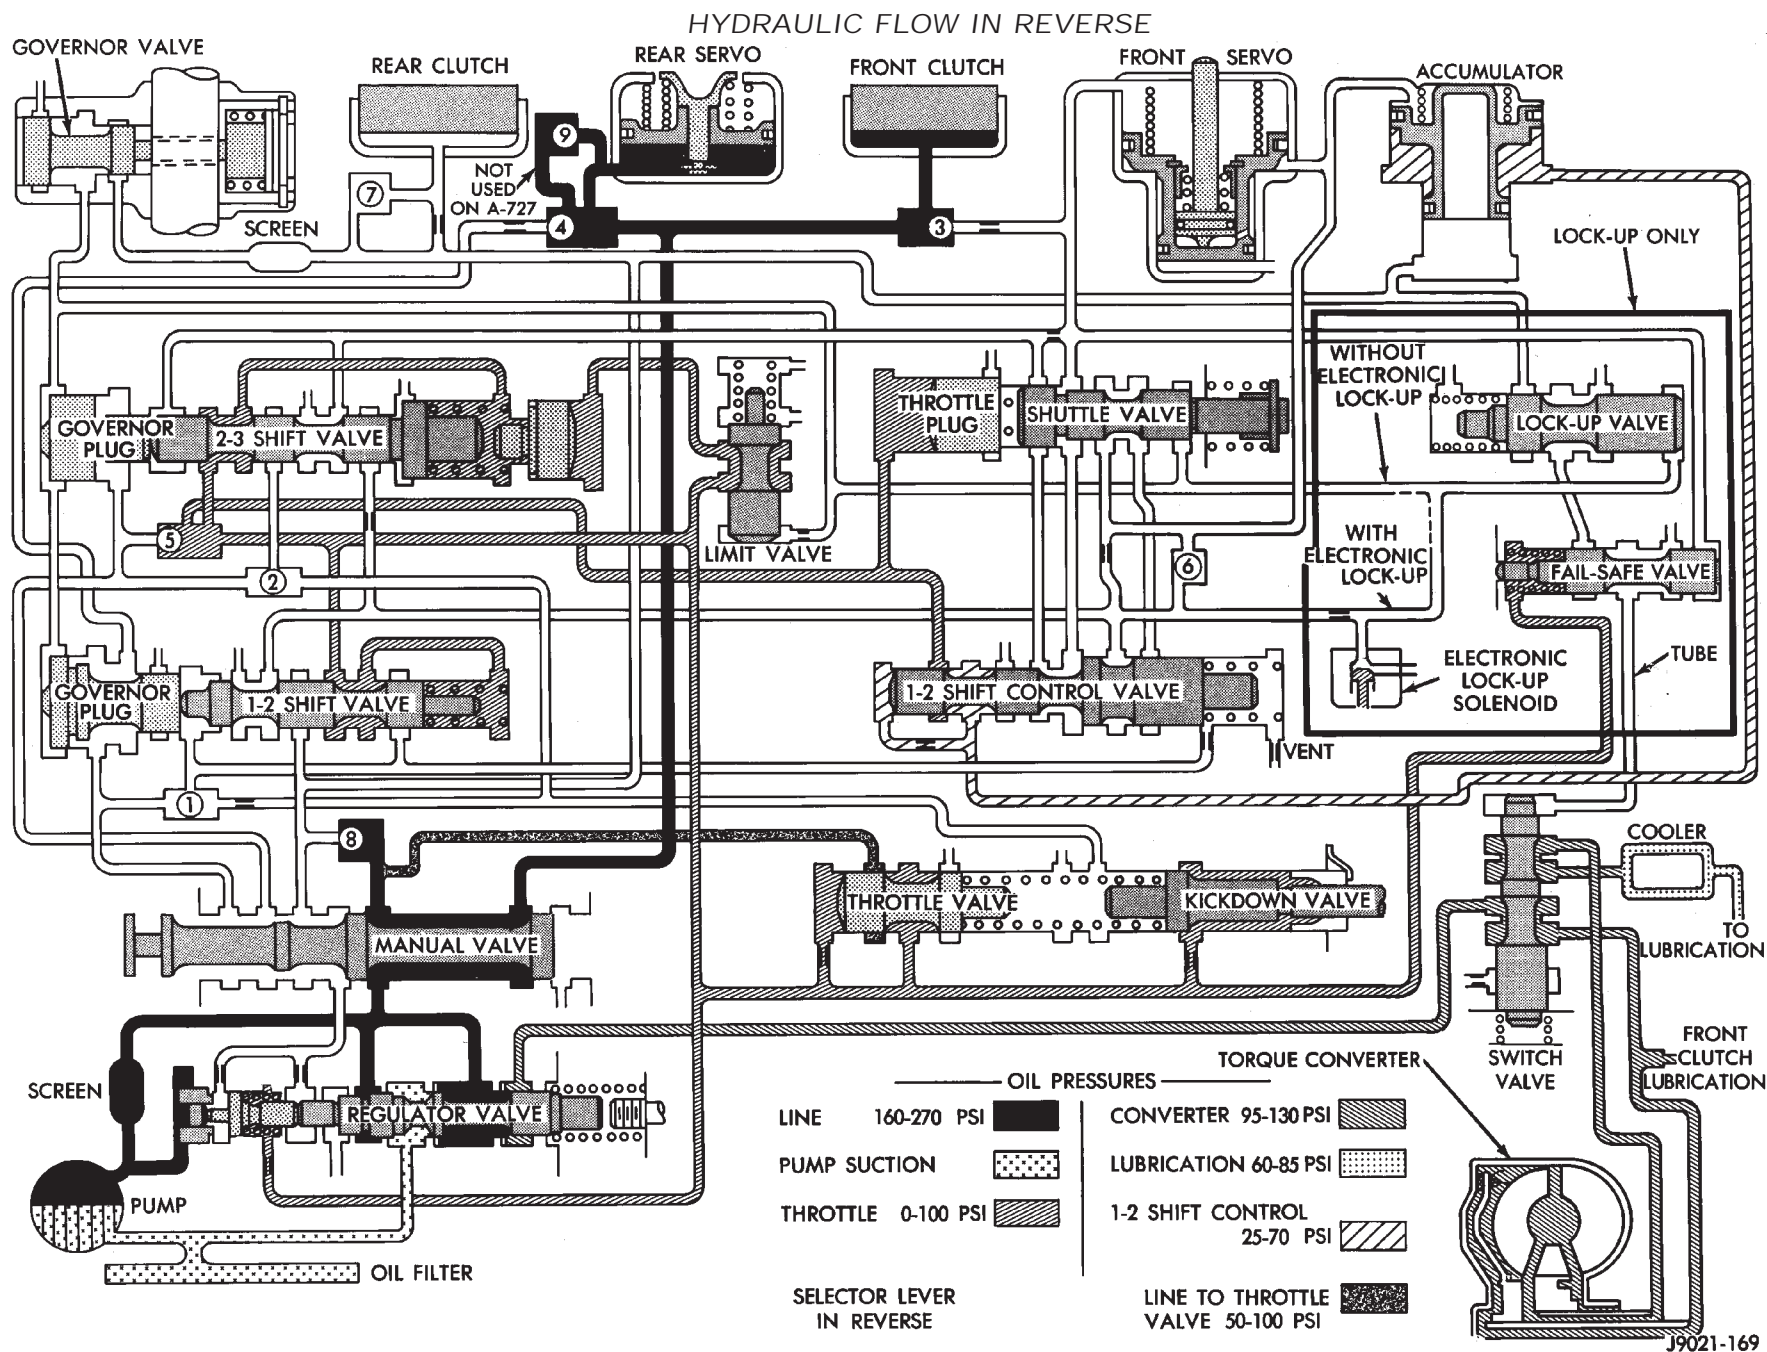 HYDRAULIC FLOW IN REVERSE
GOVERNOR VALVE
REAR CLUTCH
REAR SERVO
FRONT CLUTCH
FRONT SERVO
ACCUMULATOR
9
NOT
USED
ON A-727
7
SCREEN
4
3
LOCK-UP ONLY
WITHOUT
ELECTRONIC
LOCK-UP
GOVERNOR
PLUG
2-3 SHIFT VALVE
THROTTLE
PLUG
SHUTTLE VALVE
LOCK-UP VALVE
5
LIMIT VALVE
2
6
WITH
ELECTRONIC
LOCK-UP
FAIL-SAFE VALVE
GOVERNOR
PLUG
1-2 SHIFT VALVE
1-2 SHIFT CONTROL VALVE
ELECTRONIC
LOCK-UP
SOLENOID
TUBE
VENT
1
8
COOLER
THROTTLE VALVE
KICKDOWN VALVE
MANUAL VALVE
TO
LUBRICATION
SCREEN
REGULATOR VALVE
SWITCH
VALVE
FRONT
CLUTCH
LUBRICATION
TORQUE CONVERTER
PUMP
OIL FILTER
OIL PRESSURES
LINE 160-270 PSI
CONVERTER 95-130 PSI
PUMP SUCTION
LUBRICATION 60-85 PSI
THROTTLE 0-100 PSI
1-2 SHIFT CONTROL
25-70 PSI
SELECTOR LEVER
IN REVERSE
LINE TO THROTTLE
VALVE 50-100 PSI
J9021-169